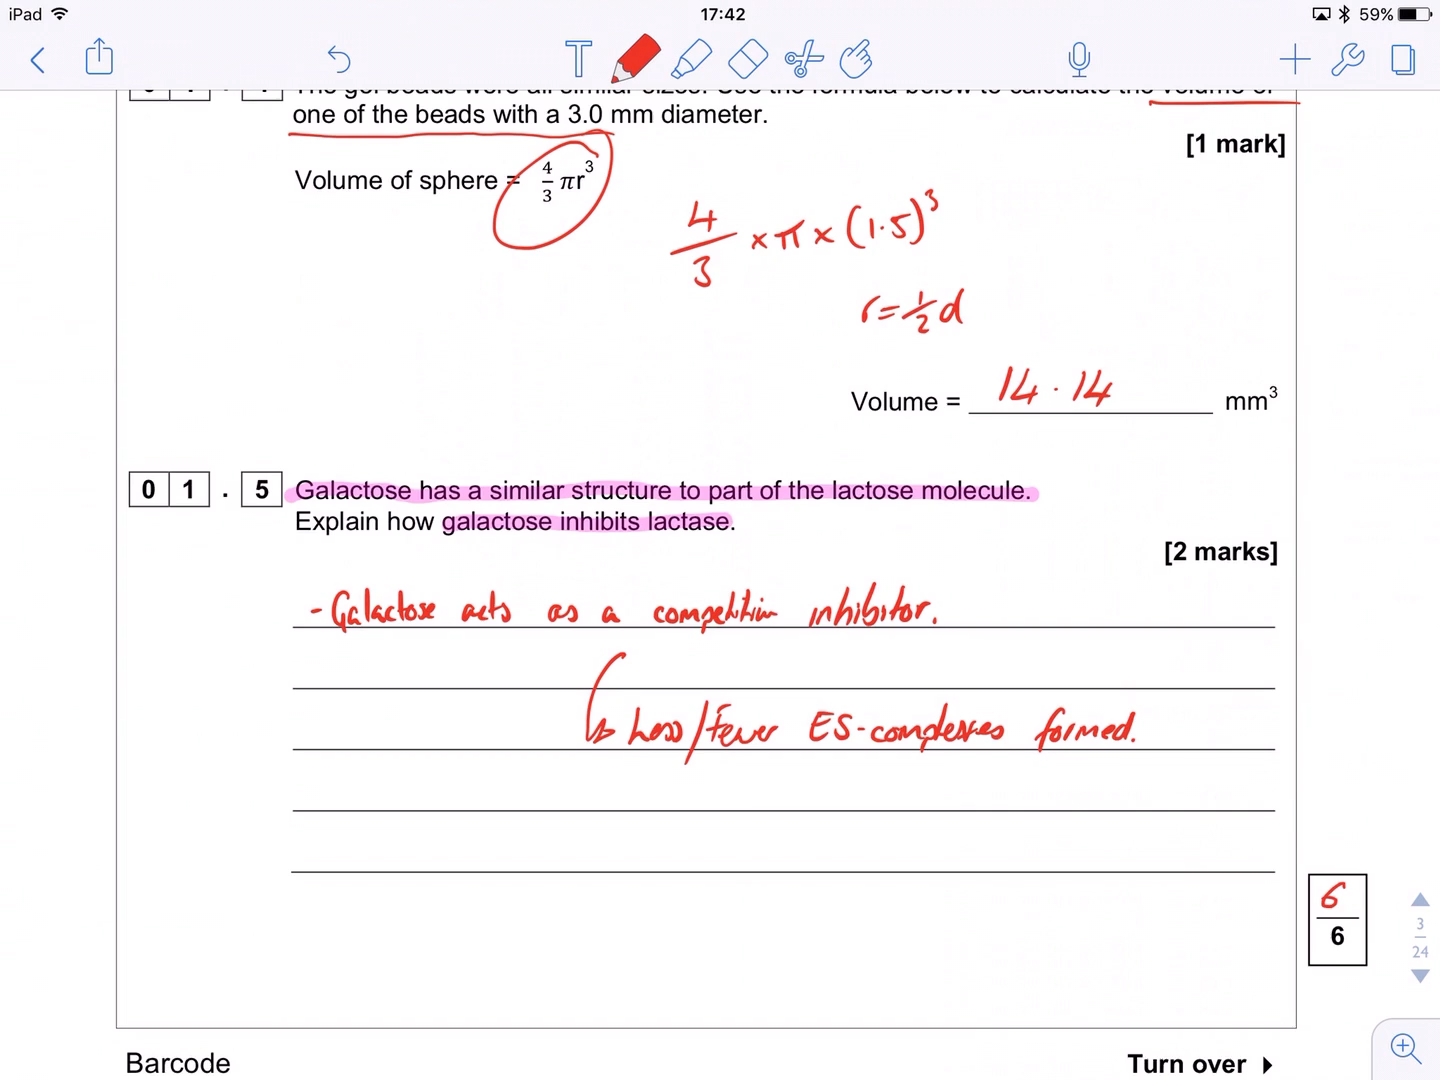 iPad 17:42 59%
one of the beads with a 3.0 mm diameter.
[1 mark]
Volume of sphere = 4/3 πr³
4/3 × π × (1.5)³
r = 1/2 d
Volume = 14.14 mm³
0 1 . 5 Galactose has a similar structure to part of the lactose molecule.
Explain how galactose inhibits lactase.
[2 marks]
- Galactose acts as a competitive inhibitor.
↳ Less/Fewer ES-complexes formed.
6
6
3
24
Barcode Turn over